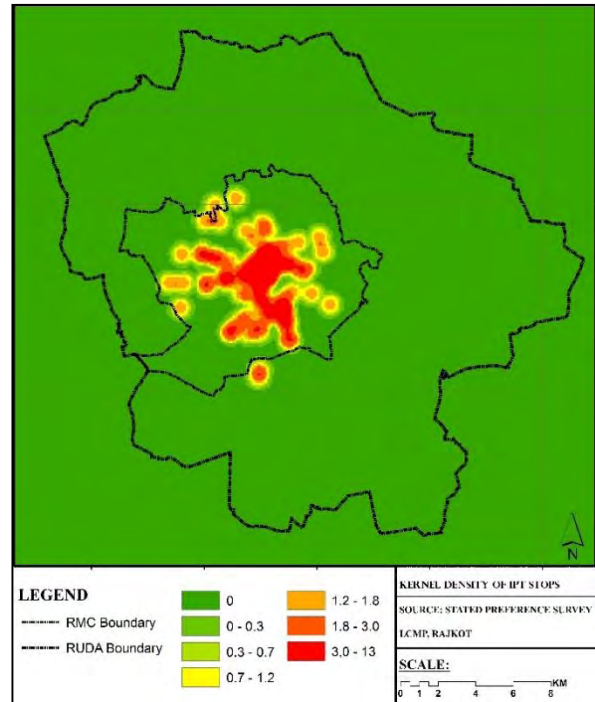 N
LEGEND
RMC Boundary
RUDA Boundary
0
0 - 0.3
0.3 - 0.7
0.7 - 1.2
1.2 - 1.8
1.8 - 3.0
3.0 - 13
KERNEL DENSITY OF IPT STOPS
SOURCE: STATED PREFERENCE SURVEY
LCMP, RAJKOT
SCALE:
KM
0 1 2 4 6 8